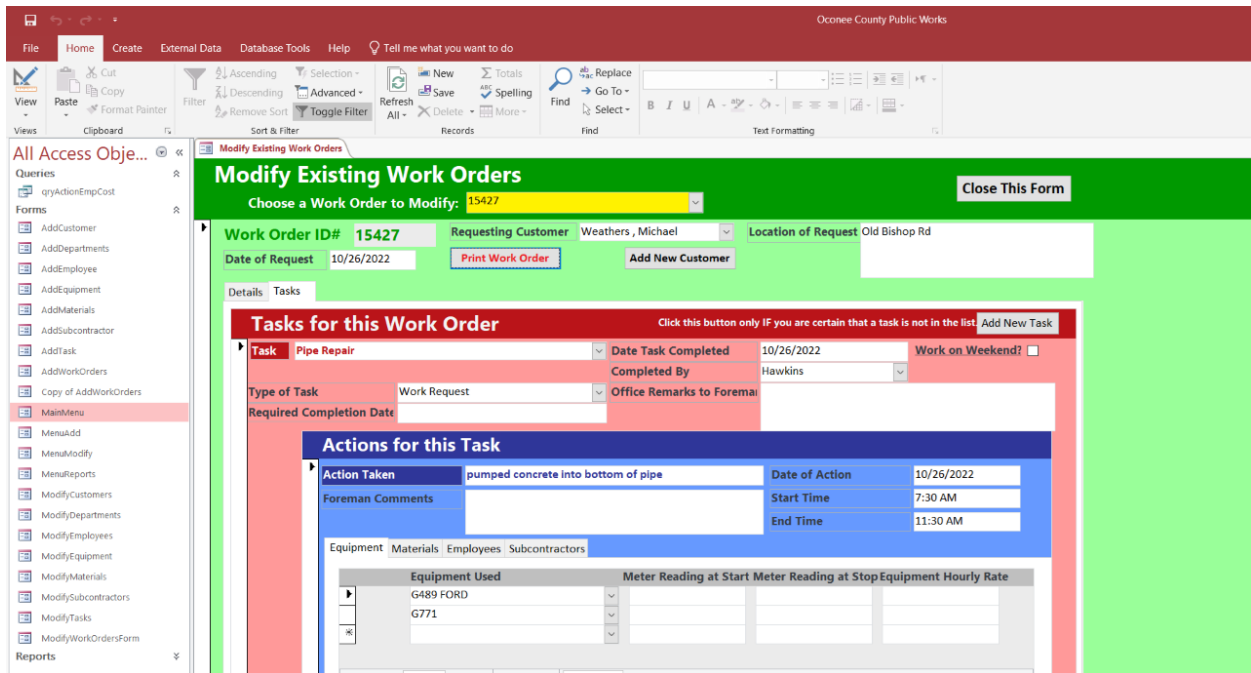 Oconee County Public Works
File Home Create External Data Database Tools Help Tell me what you want to do
View
Views
Paste
Cut
Copy
Format Painter
Clipboard
Filter
Ascending
Descending
Remove Sort
Selection
Advanced
Toggle Filter
Sort & Filter
Refresh All
New
Save
Delete
Totals
Spelling
More
Records
Find
Replace
Go To
Select
Find
B I U A
Text Formatting
All Access Obje...
Queries
qryActionEmpCost
Forms
AddCustomer
AddDepartments
AddEmployee
AddEquipment
AddMaterials
AddSubcontractor
AddTask
AddWorkOrders
Copy of AddWorkOrders
MainMenu
MenuAdd
MenuModify
MenuReports
ModifyCustomers
ModifyDepartments
ModifyEmployees
ModifyEquipment
ModifyMaterials
ModifySubcontractors
ModifyTasks
ModifyWorkOrdersForm
Reports
Modify Existing Work Orders
Modify Existing Work Orders
Close This Form
Choose a Work Order to Modify: 15427
Work Order ID# 15427 Requesting Customer Weathers , Michael Location of Request Old Bishop Rd
Date of Request 10/26/2022 Print Work Order Add New Customer
Details Tasks
Tasks for this Work Order Click this button only IF you are certain that a task is not in the list. Add New Task
Task Pipe Repair Date Task Completed 10/26/2022 Work on Weekend?
Completed By Hawkins
Type of Task Work Request Office Remarks to Foreman
Required Completion Date
Actions for this Task
Action Taken pumped concrete into bottom of pipe Date of Action 10/26/2022
Foreman Comments Start Time 7:30 AM
End Time 11:30 AM
Equipment Materials Employees Subcontractors
Equipment Used Meter Reading at Start Meter Reading at Stop Equipment Hourly Rate
G489 FORD
G771